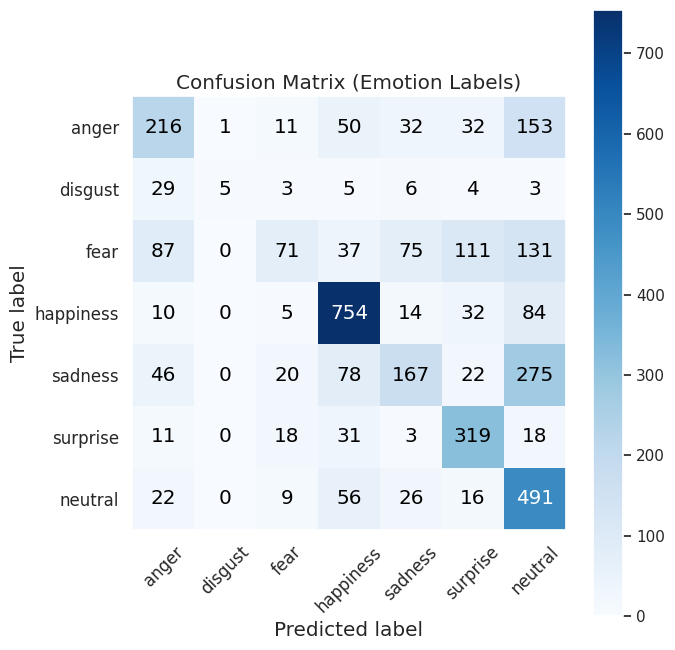 Confusion Matrix (Emotion Labels)
True label
anger 216 1 11 50 32 32 153
disgust 29 5 3 5 6 4 3
fear 87 0 71 37 75 111 131
happiness 10 0 5 754 14 32 84
sadness 46 0 20 78 167 22 275
surprise 11 0 18 31 3 319 18
neutral 22 0 9 56 26 16 491
anger disgust fear happiness sadness surprise neutral
Predicted label
700
600
500
400
300
200
100
0